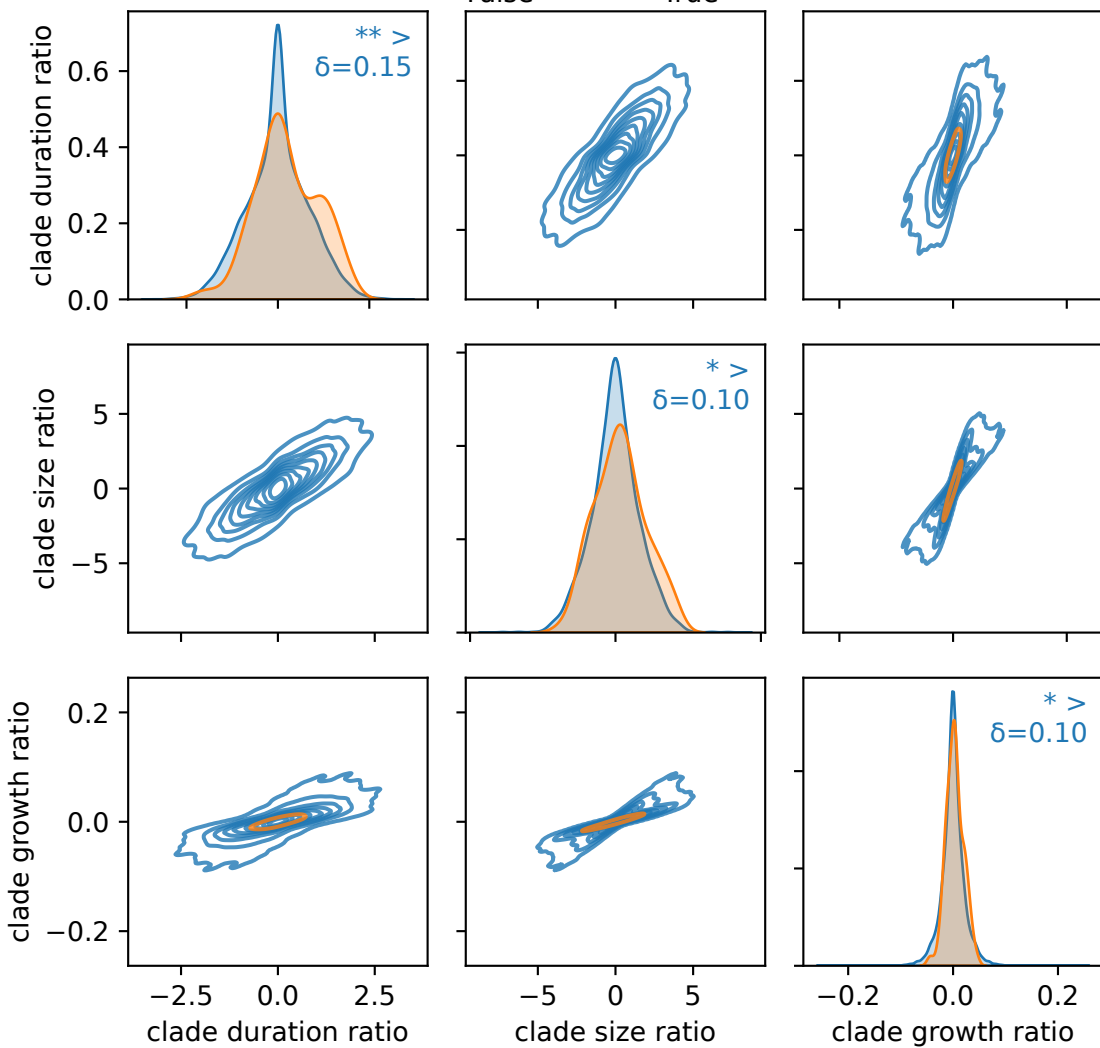 clade duration ratio
0.6
0.4
0.2
0.0
** >
δ=0.15
clade size ratio
5
0
−5
* >
δ=0.10
clade growth ratio
0.2
0.0
−0.2
* >
δ=0.10
−2.5 0.0 2.5
−5 0 5
−0.2 0.0 0.2
clade duration ratio
clade size ratio
clade growth ratio